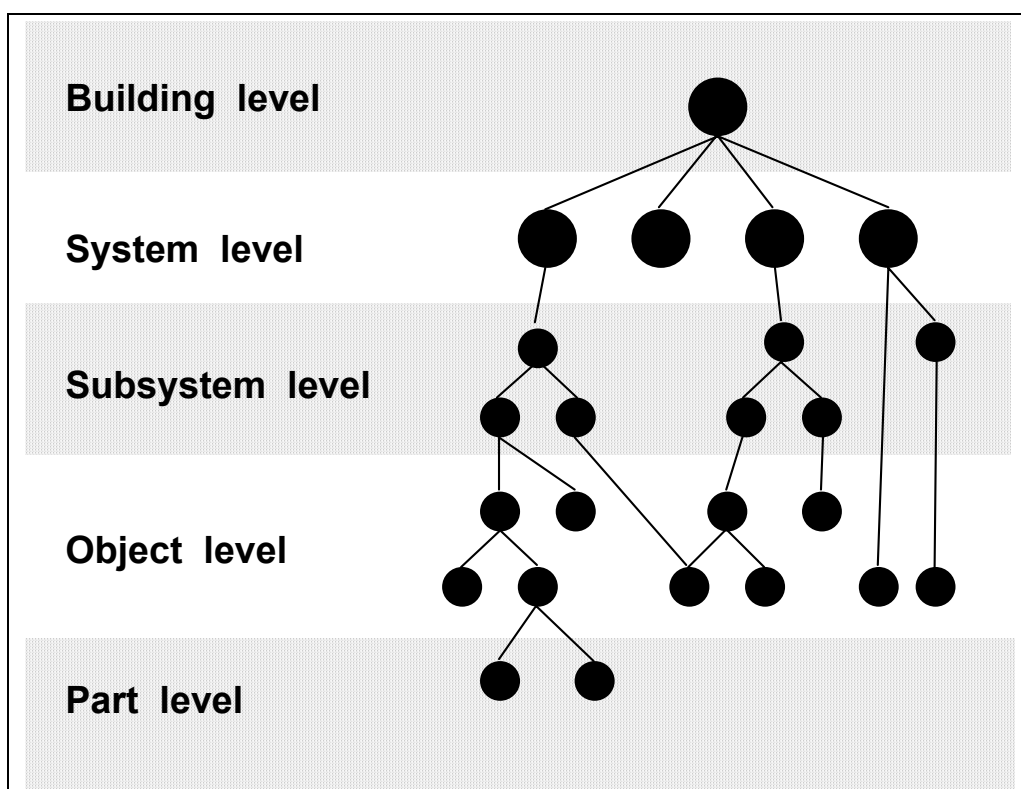 Building level
System level
Subsystem level
Object level
Part level